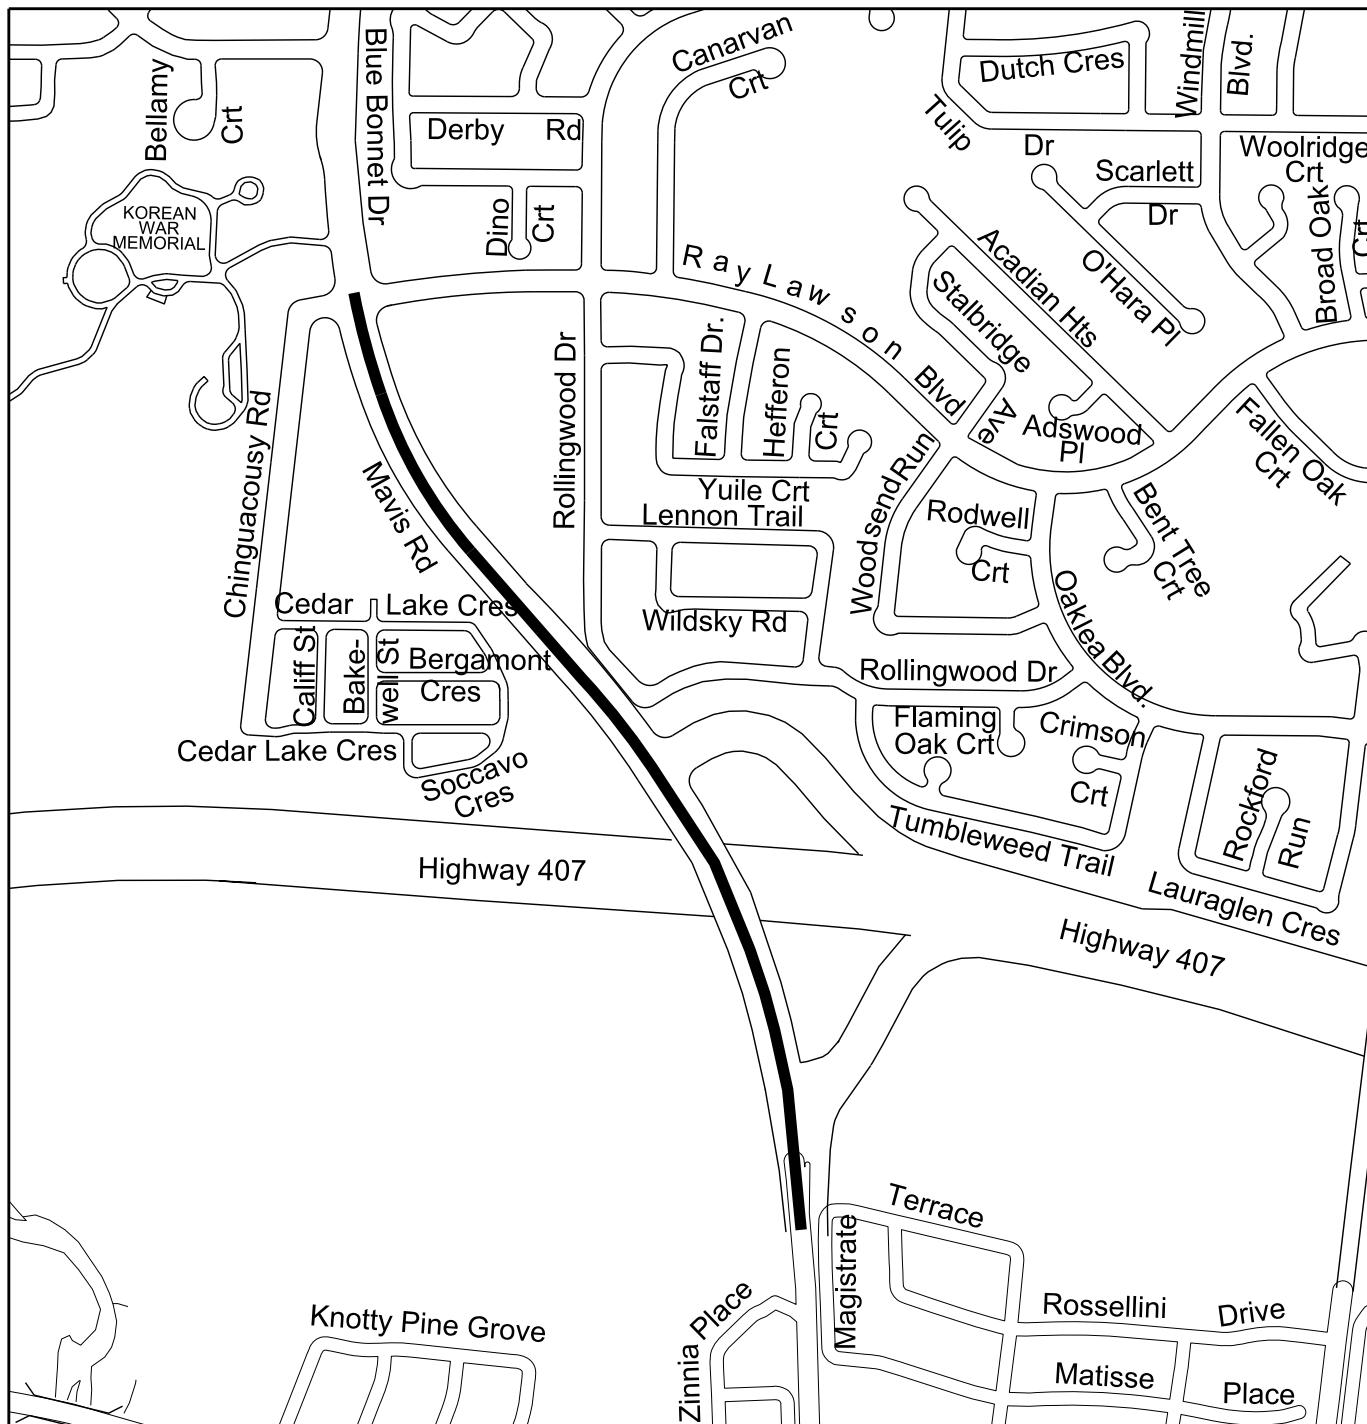 Canarvan
Crt
Dutch Cres
Windmill
Blvd.
Bellamy
Crt
Blue Bonnet Dr
Derby Rd
Tulip
Dr
Woolridge
Crt
Scarlett
Dr
Broad Oak
Crt
KOREAN
WAR
MEMORIAL
Dino
Crt
Ray Lawson Blvd
Acadian Hts
O'Hara Pl
Stalbridge
Ave
Rollingwood Dr
Falstaff Dr.
Hefferon
Crt
Adswood
Pl
Fallen Oak
Crt
Chinguacousy Rd
Mavis Rd
Yuile Crt
Lennon Trail
Woodsend Run
Rodwell
Crt
Bent Tree
Crt
Cedar Lake Cres
Wildsky Rd
Oaklea Blvd.
Califf St
Bake-
well St
Bergamont
Cres
Rollingwood Dr
Flaming
Oak Crt
Crimson
Crt
Cedar Lake Cres
Soccavo
Cres
Rockford
Run
Tumbleweed Trail
Highway 407
Lauraglen Cres
Highway 407
Terrace
Magistrate
Knotty Pine Grove
Zinnia Place
Rossellini Drive
Matisse
Place